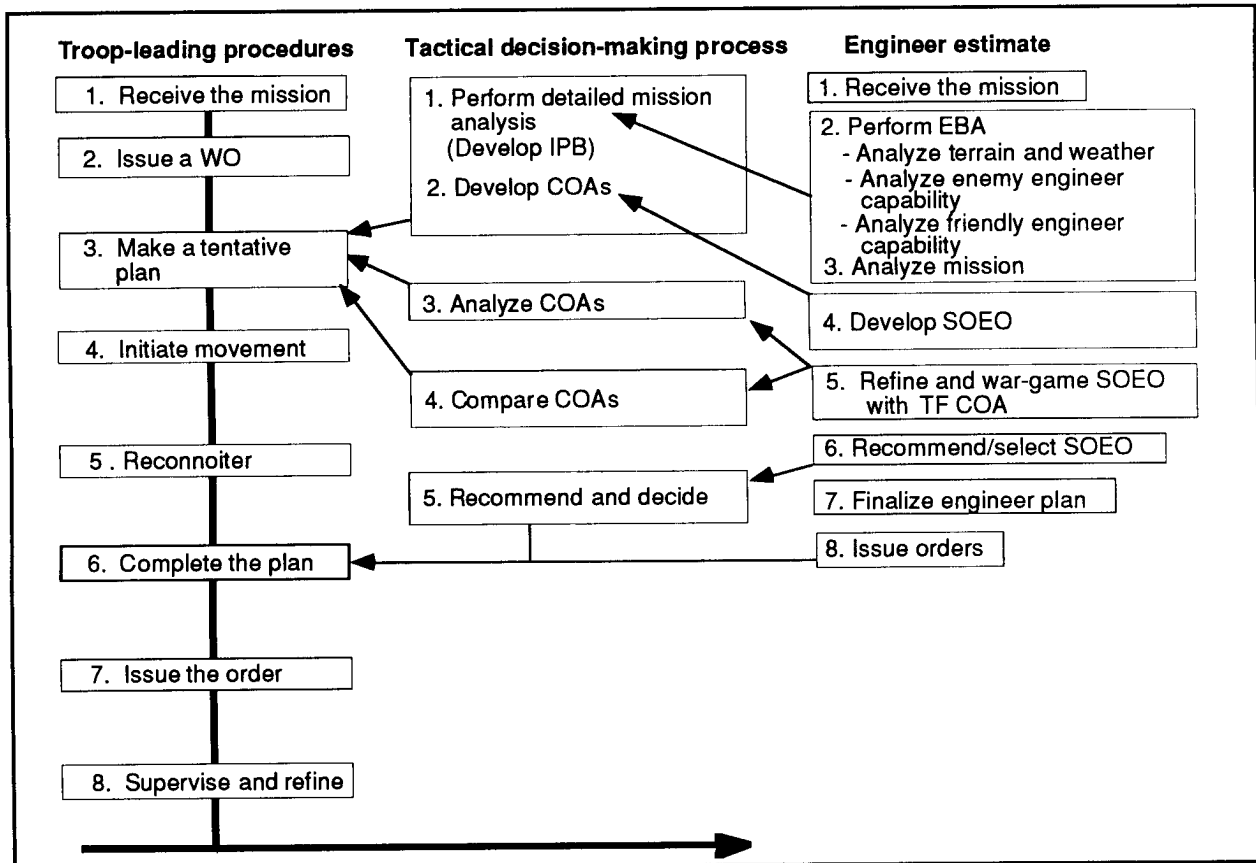 Troop-leading procedures
1. Receive the mission
2. Issue a WO
3. Make a tentative
plan
4. Initiate movement
5 . Reconnoiter
6. Complete the plan
7. Issue the order
8. Supervise and refine
Tactical decision-making process
1. Perform detailed mission
analysis
(Develop IPB)
2. Develop COAs
3. Analyze COAs
4. Compare COAs
5. Recommend and decide
Engineer estimate
1. Receive the mission
2. Perform EBA
- Analyze terrain and weather
- Analyze enemy engineer
capability
- Analyze friendly engineer
capability
3. Analyze mission
4. Develop SOEO
5. Refine and war-game SOEO
with TF COA
6. Recommend/select SOEO
7. Finalize engineer plan
8. Issue orders